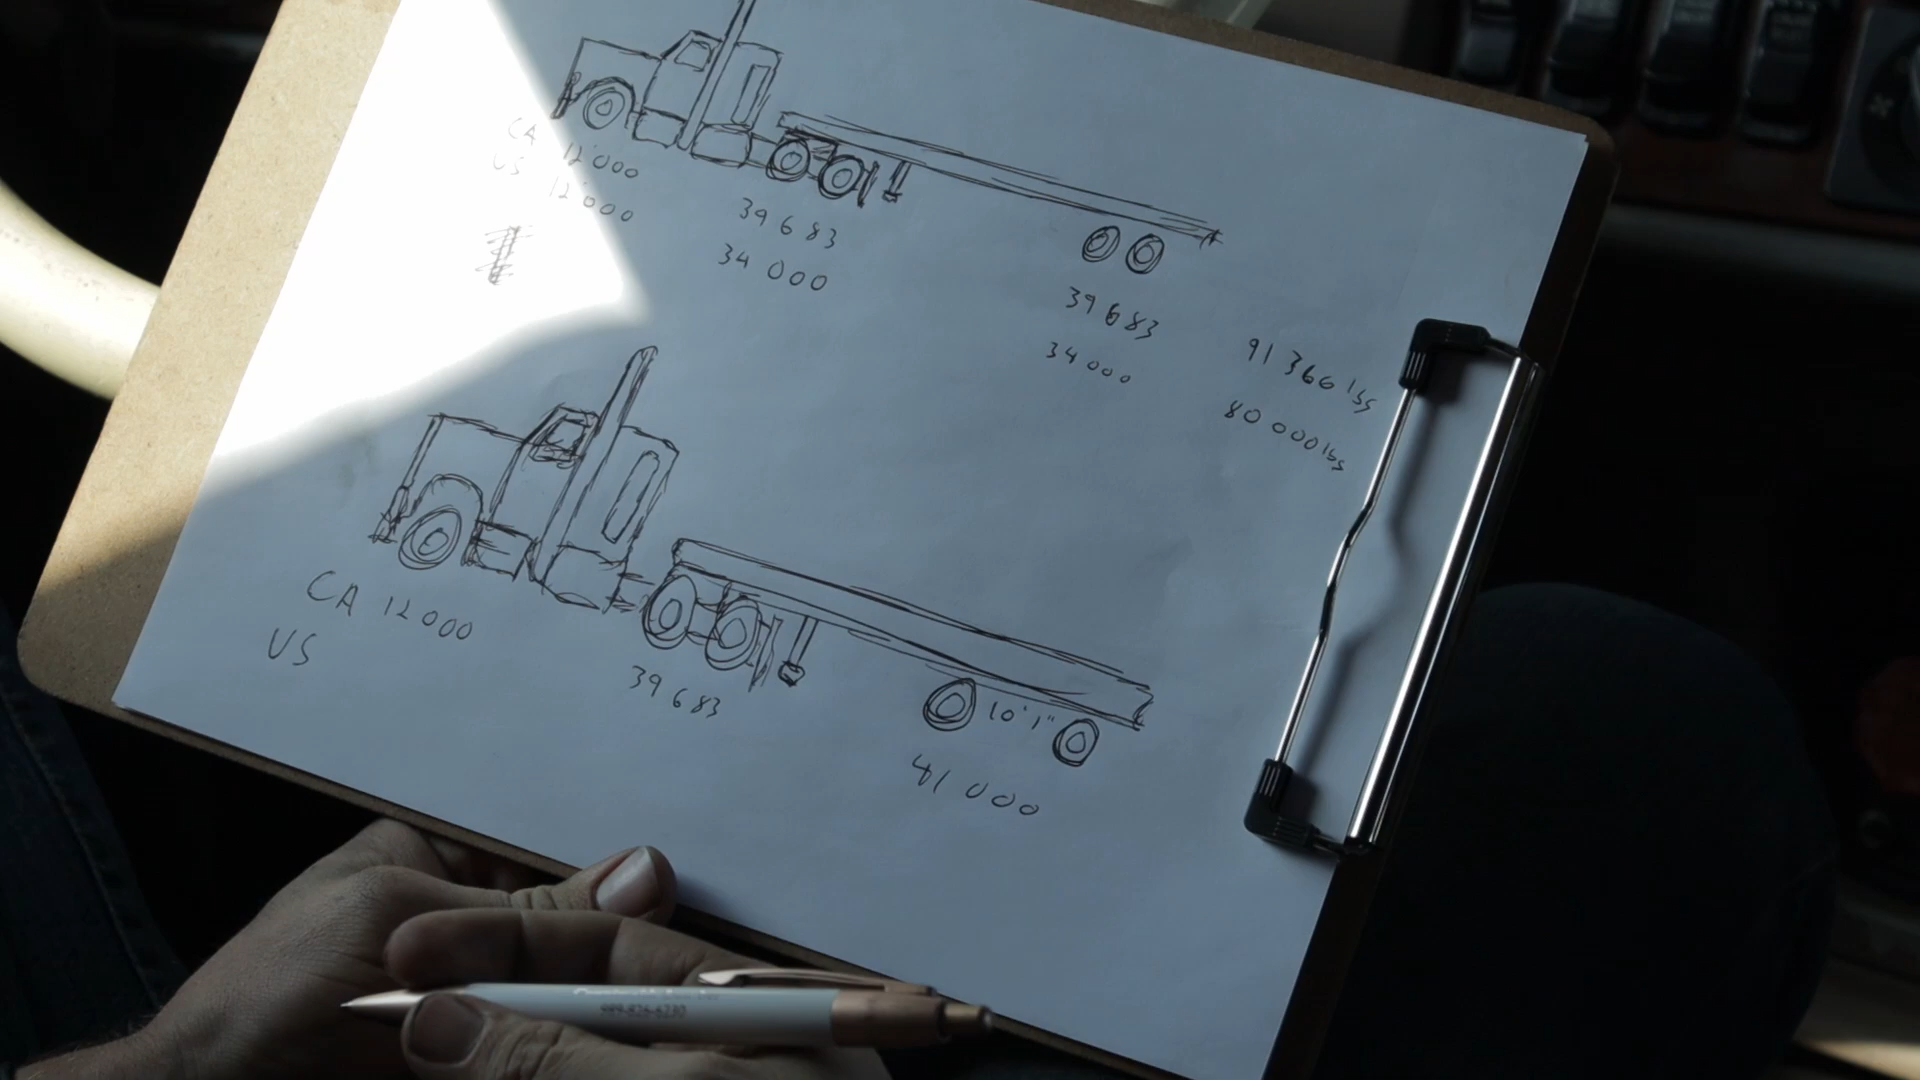 CA 12'000
US 12'000
39 683
34 000
39 683
34 000
91 366 lbs
80 000 lbs
CA 12 000
US
39 683
10' 1"
41 000